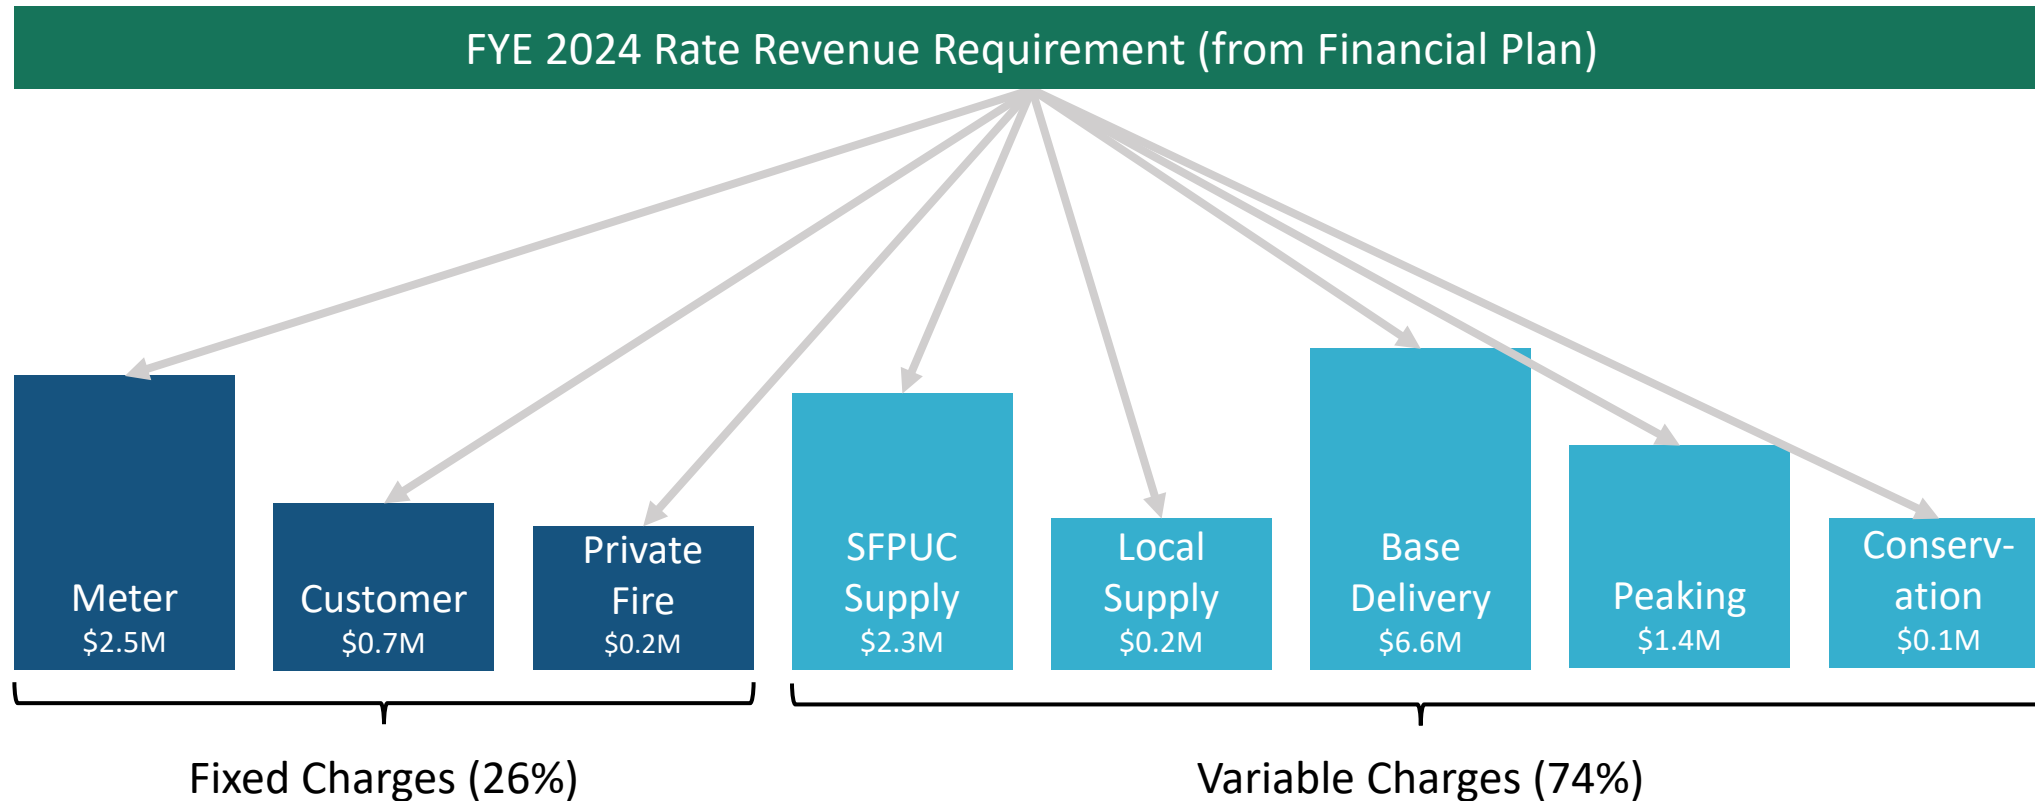 FYE 2024 Rate Revenue Requirement (from Financial Plan)
Meter
$2.5M
Customer
$0.7M
Private
Fire
$0.2M
SFPUC
Supply
$2.3M
Local
Supply
$0.2M
Base
Delivery
$6.6M
Peaking
$1.4M
Conserv-
ation
$0.1M
Fixed Charges (26%)
Variable Charges (74%)